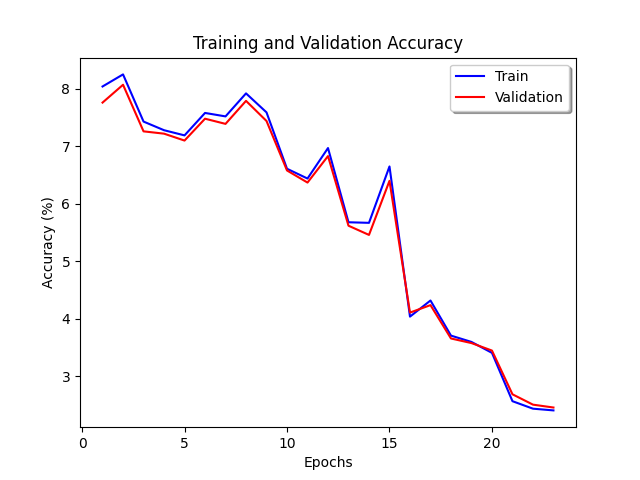 Training and Validation Accuracy
Train
Validation
8
7
6
5
4
3
Accuracy (%)
0
5
10
15
20
Epochs